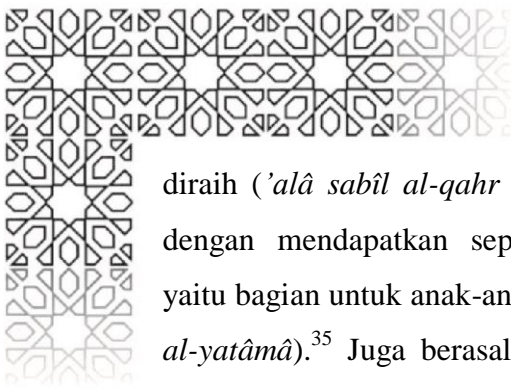 diraih ('alâ sabîl al-qahr
dengan mendapatkan sep
yaitu bagian untuk anak-an
al-yatâmâ).35 Juga berasal